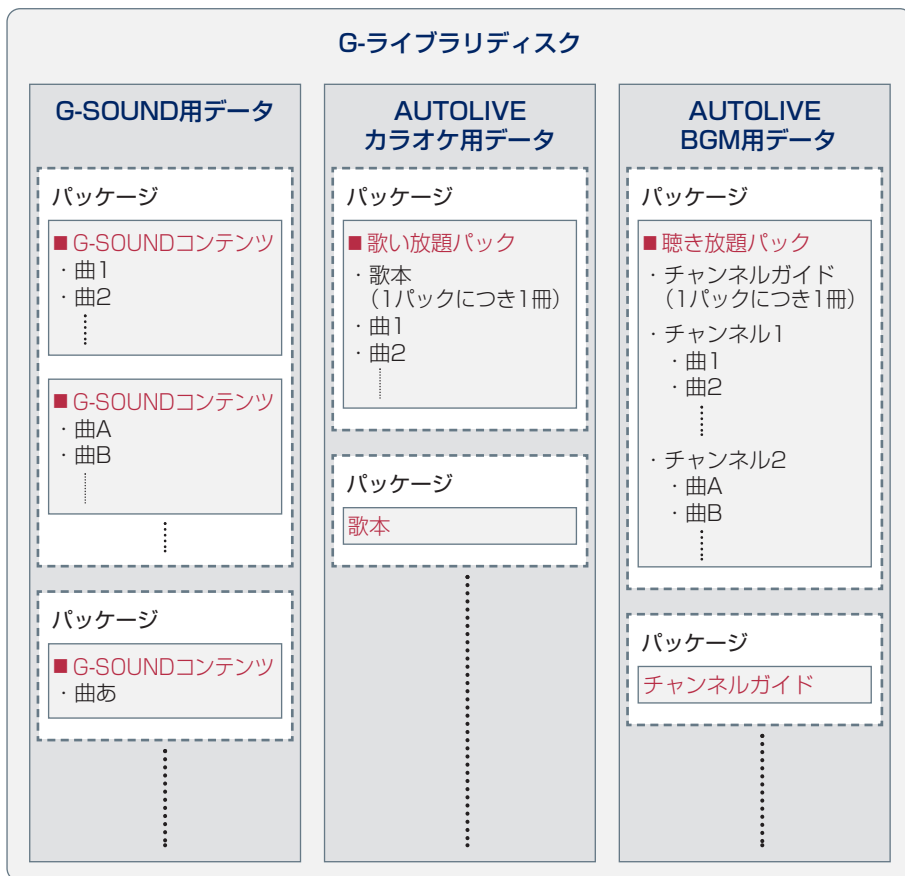 G-ライブラリディスク
G-SOUND用データ
パッケージ
■ G-SOUNDコンテンツ
・曲1
・曲2
■ G-SOUNDコンテンツ
・曲A
・曲B
パッケージ
■ G-SOUNDコンテンツ
・曲あ
AUTOLIVE
カラオケ用データ
パッケージ
■ 歌い放題パック
・歌本
（1パックにつき1冊）
・曲1
・曲2
パッケージ
歌本
AUTOLIVE
BGM用データ
パッケージ
■ 聴き放題パック
・チャンネルガイド
（1パックにつき1冊）
・チャンネル1
・曲1
・曲2
・チャンネル2
・曲A
・曲B
パッケージ
チャンネルガイド